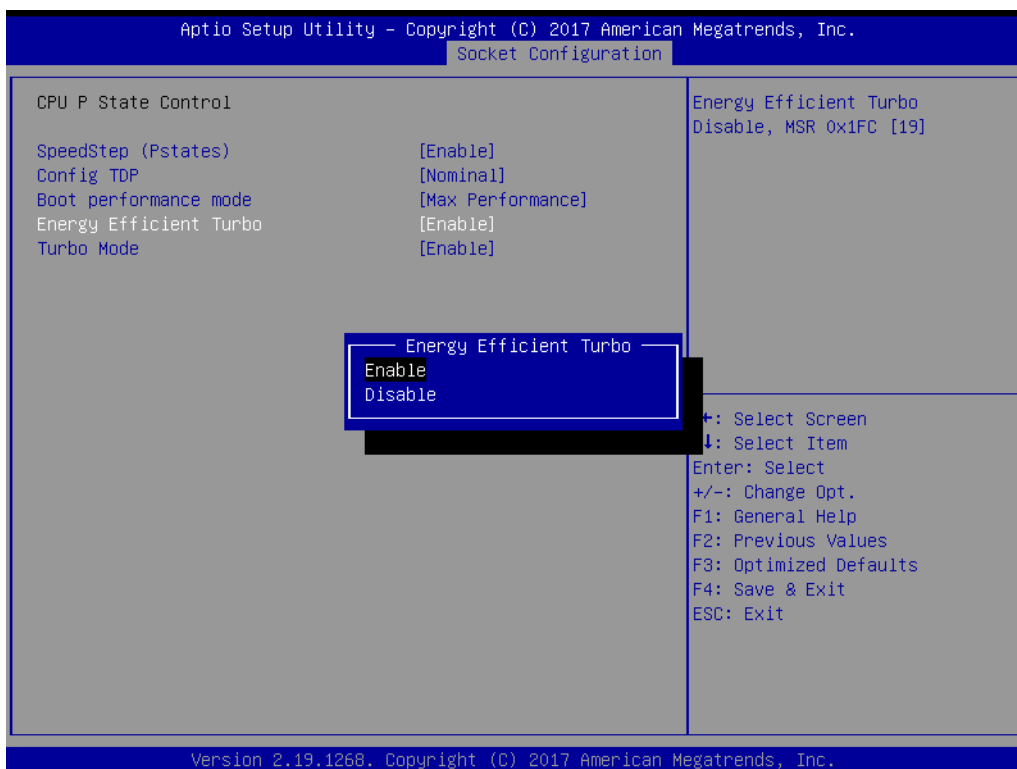 Aptio Setup Utility – Copyright (C) 2017 American Megatrends, Inc.
Socket Configuration
CPU P State Control
SpeedStep (Pstates) [Enable]
Config TDP [Nominal]
Boot performance mode [Max Performance]
Energy Efficient Turbo [Enable]
Turbo Mode [Enable]
Energy Efficient Turbo
Disable, MSR 0x1FC [19]
Energy Efficient Turbo
Enable
Disable
: Select Screen
↓: Select Item
Enter: Select
+/-: Change Opt.
F1: General Help
F2: Previous Values
F3: Optimized Defaults
F4: Save & Exit
ESC: Exit
Version 2.19.1268. Copyright (C) 2017 American Megatrends, Inc.